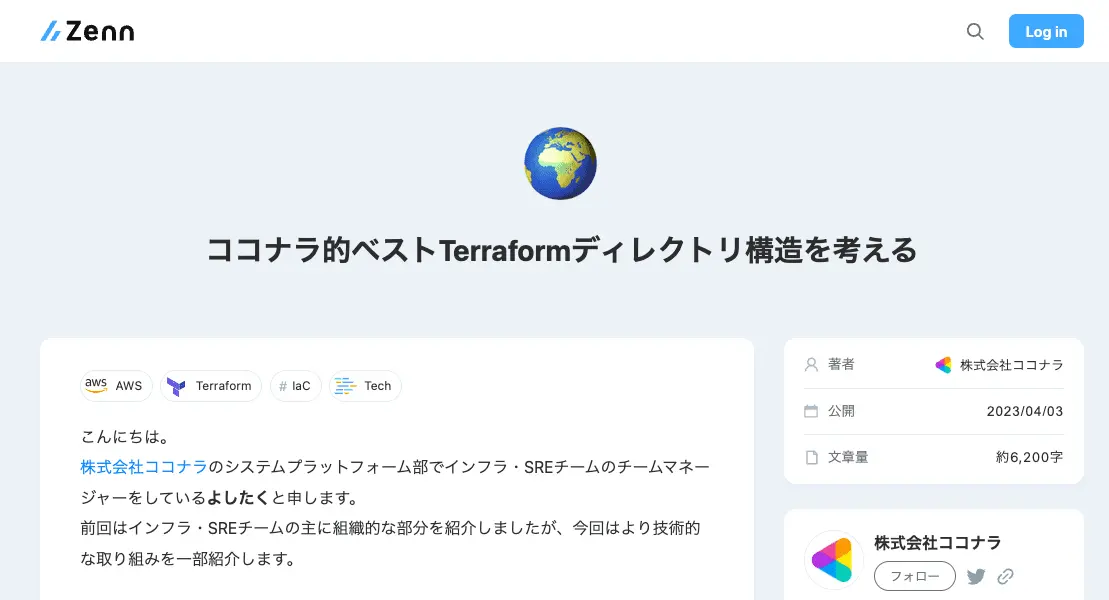 Zenn
Log in
ココナラ的ベストTerraformディレクトリ構造を考える
aws AWS
Terraform
# IaC
Tech
こんにちは。
株式会社ココナラのシステムプラットフォーム部でインフラ・SREチームのチームマネー
ジャーをしているよしたくと申します。
前回はインフラ・SREチームの主に組織的な部分を紹介しましたが、今回はより技術的
な取り組みを一部紹介します。
著者 株式会社ココナラ
公開 2023/04/03
文章量 約6,200字
株式会社ココナラ
フォロー